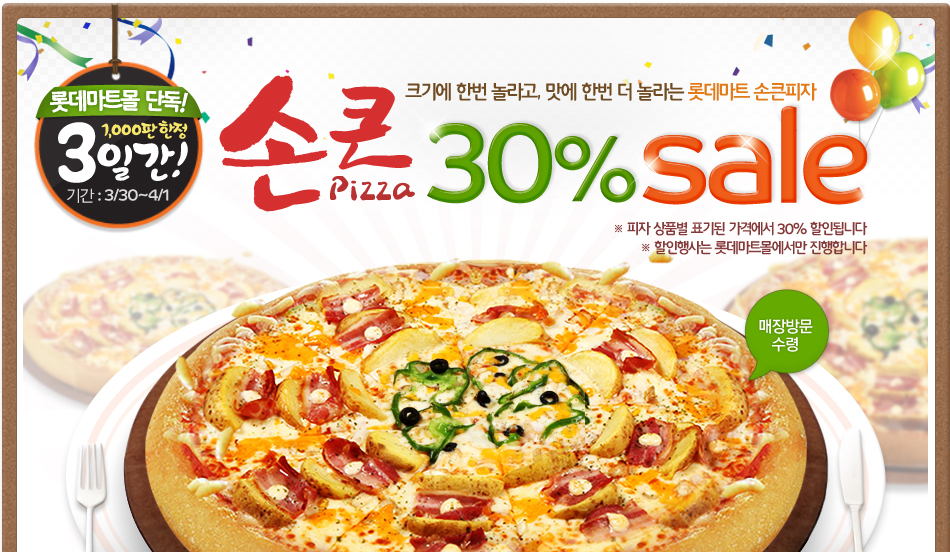 롯데마트몰 단독!
1,000판 한정
3일간!
기간 : 3/30~4/1
크기에 한번 놀라고, 맛에 한번 더 놀라는 롯데마트 손큰피자
손큰
Pizza
30% sale
※ 피자 상품별 표기된 가격에서 30% 할인됩니다
※ 할인행사는 롯데마트몰에서만 진행합니다
매장방문
수령